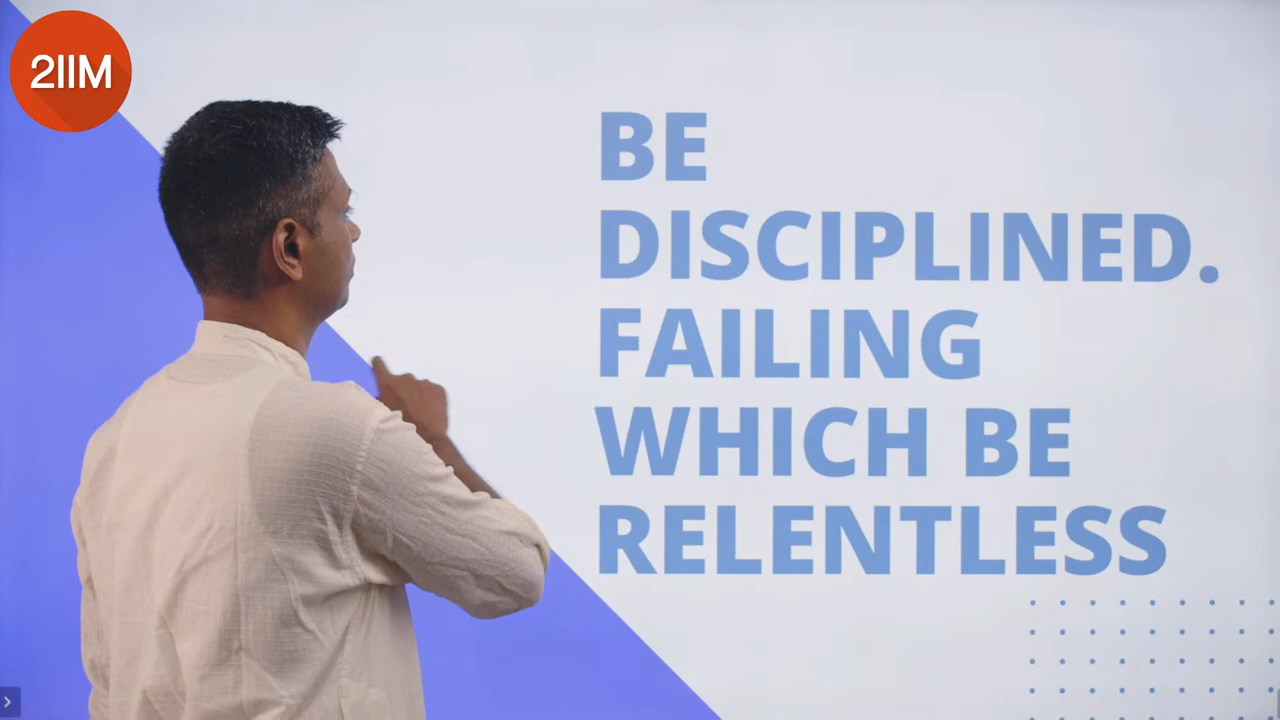 2IIM
BE
DISCIPLINED.
FAILING
WHICH BE
RELENTLESS